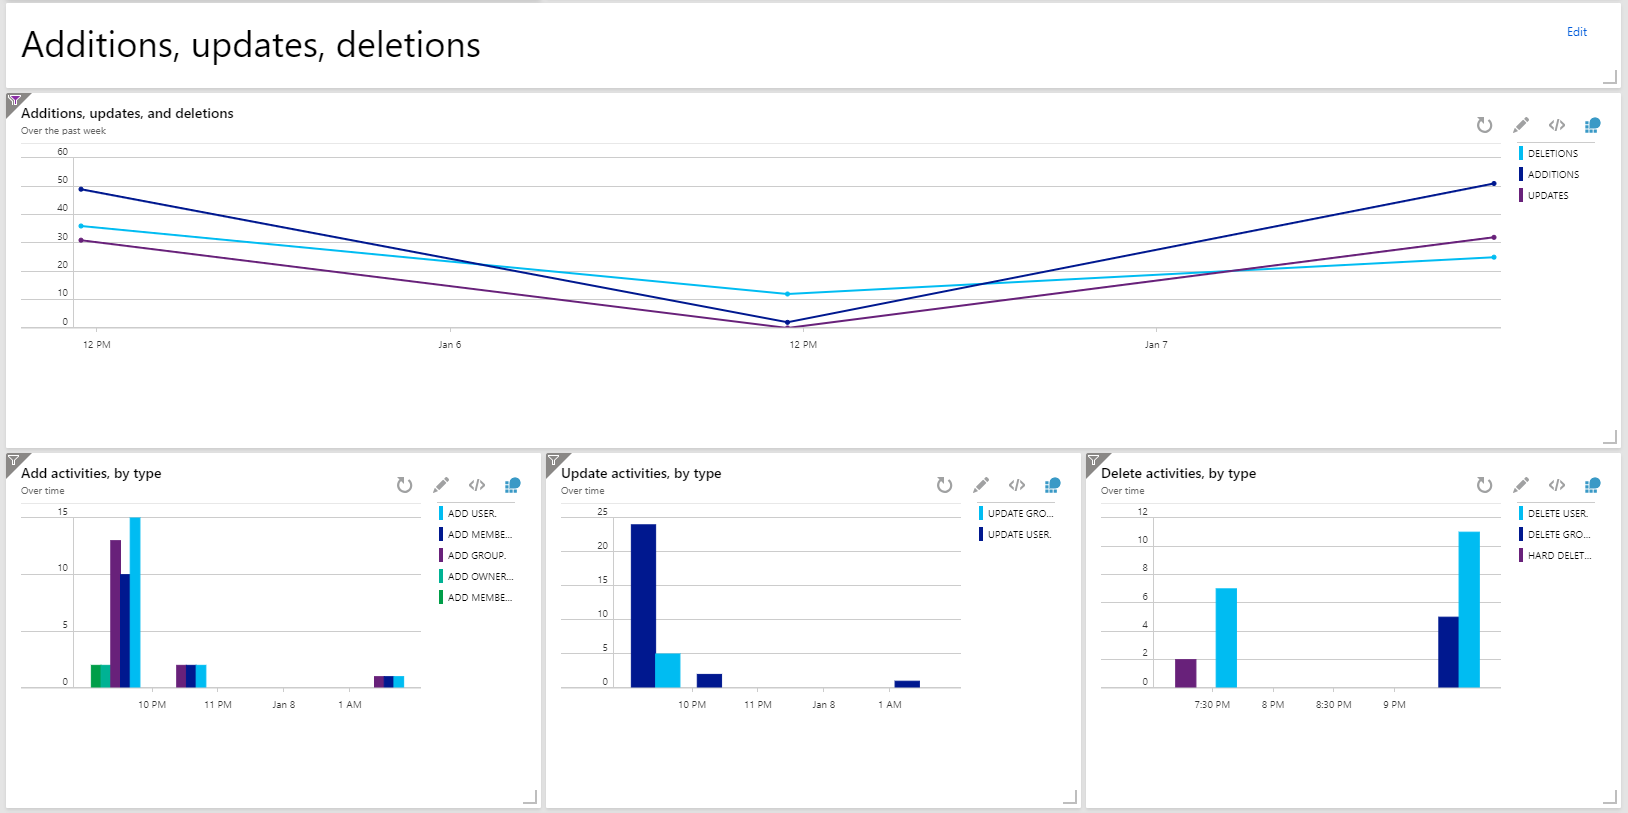 Additions, updates, deletions
Edit
Additions, updates, and deletions
Over the past week
60
50
40
30
20
10
0
12 PM Jan 6 12 PM Jan 7
DELETIONS
ADDITIONS
UPDATES
Add activities, by type
Over time
15
10
5
0
10 PM 11 PM Jan 8 1 AM
ADD USER.
ADD MEMBE...
ADD GROUP.
ADD OWNER...
ADD MEMBE...
Update activities, by type
Over time
25
20
15
10
5
0
10 PM 11 PM Jan 8 1 AM
UPDATE GRO...
UPDATE USER.
Delete activities, by type
Over time
12
10
8
6
4
2
0
7:30 PM 8 PM 8:30 PM 9 PM
DELETE USER.
DELETE GRO...
HARD DELET...